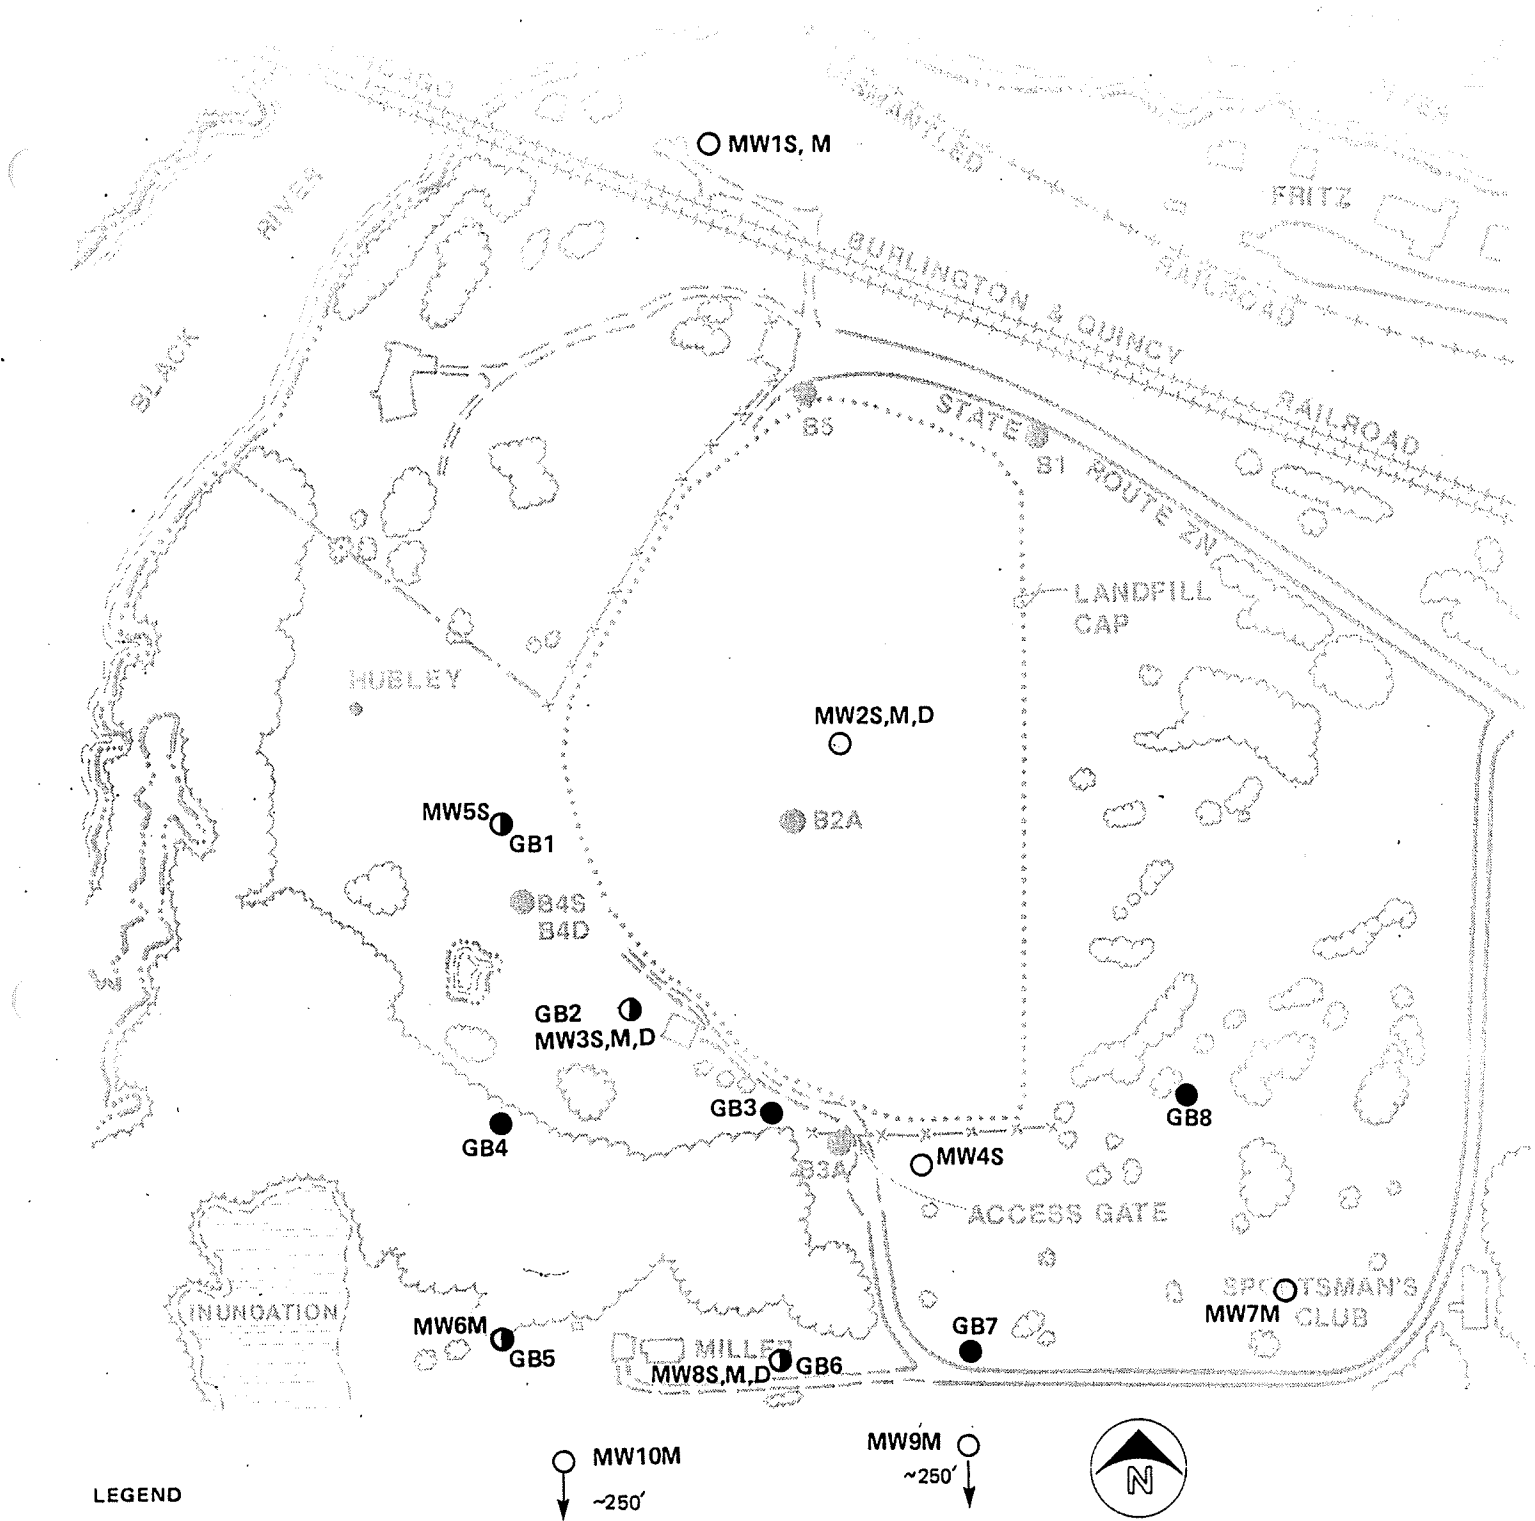 MW1S, M
DISMANTLED
RAILROAD
FRITZ
RIVER
BLACK
BURLINGTON & QUINCY
RAILROAD
STATE
ROUTE ZN
B5
B1
LANDFILL
CAP
HUBLEY
MW2S,M,D
B2A
MW5S
GB1
B4S
B4D
GB2
MW3S,M,D
GB3
GB4
GB8
B3A
MW4S
ACCESS GATE
INUNDATION
SPORTSMAN'S
CLUB
MW7M
MW6M
GB5
MILLER
MW8S,M,D
GB6
GB7
MW10M
~250'
MW9M
~250'
N
LEGEND